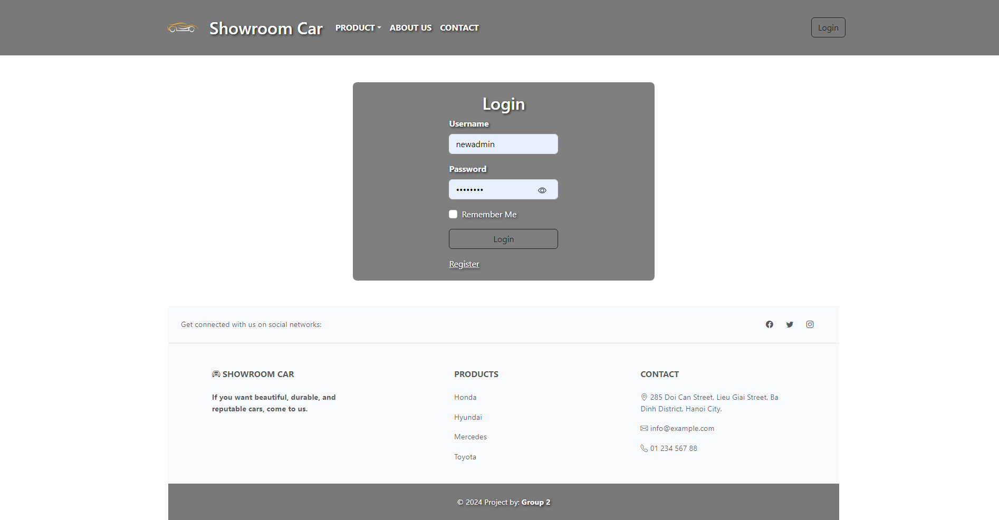 Showroom Car
PRODUCT
ABOUT US
CONTACT
Login
Login
Username
newadmin
Password
••••••••
Remember Me
Login
Register
Get connected with us on social networks:
SHOWROOM CAR
If you want beautiful, durable, and
reputable cars, come to us.
PRODUCTS
Honda
Hyundai
Mercedes
Toyota
CONTACT
285 Doi Can Street, Lieu Giai Street, Ba
Dinh District, Hanoi City.
info@example.com
01 234 567 88
© 2024 Project by: Group 2